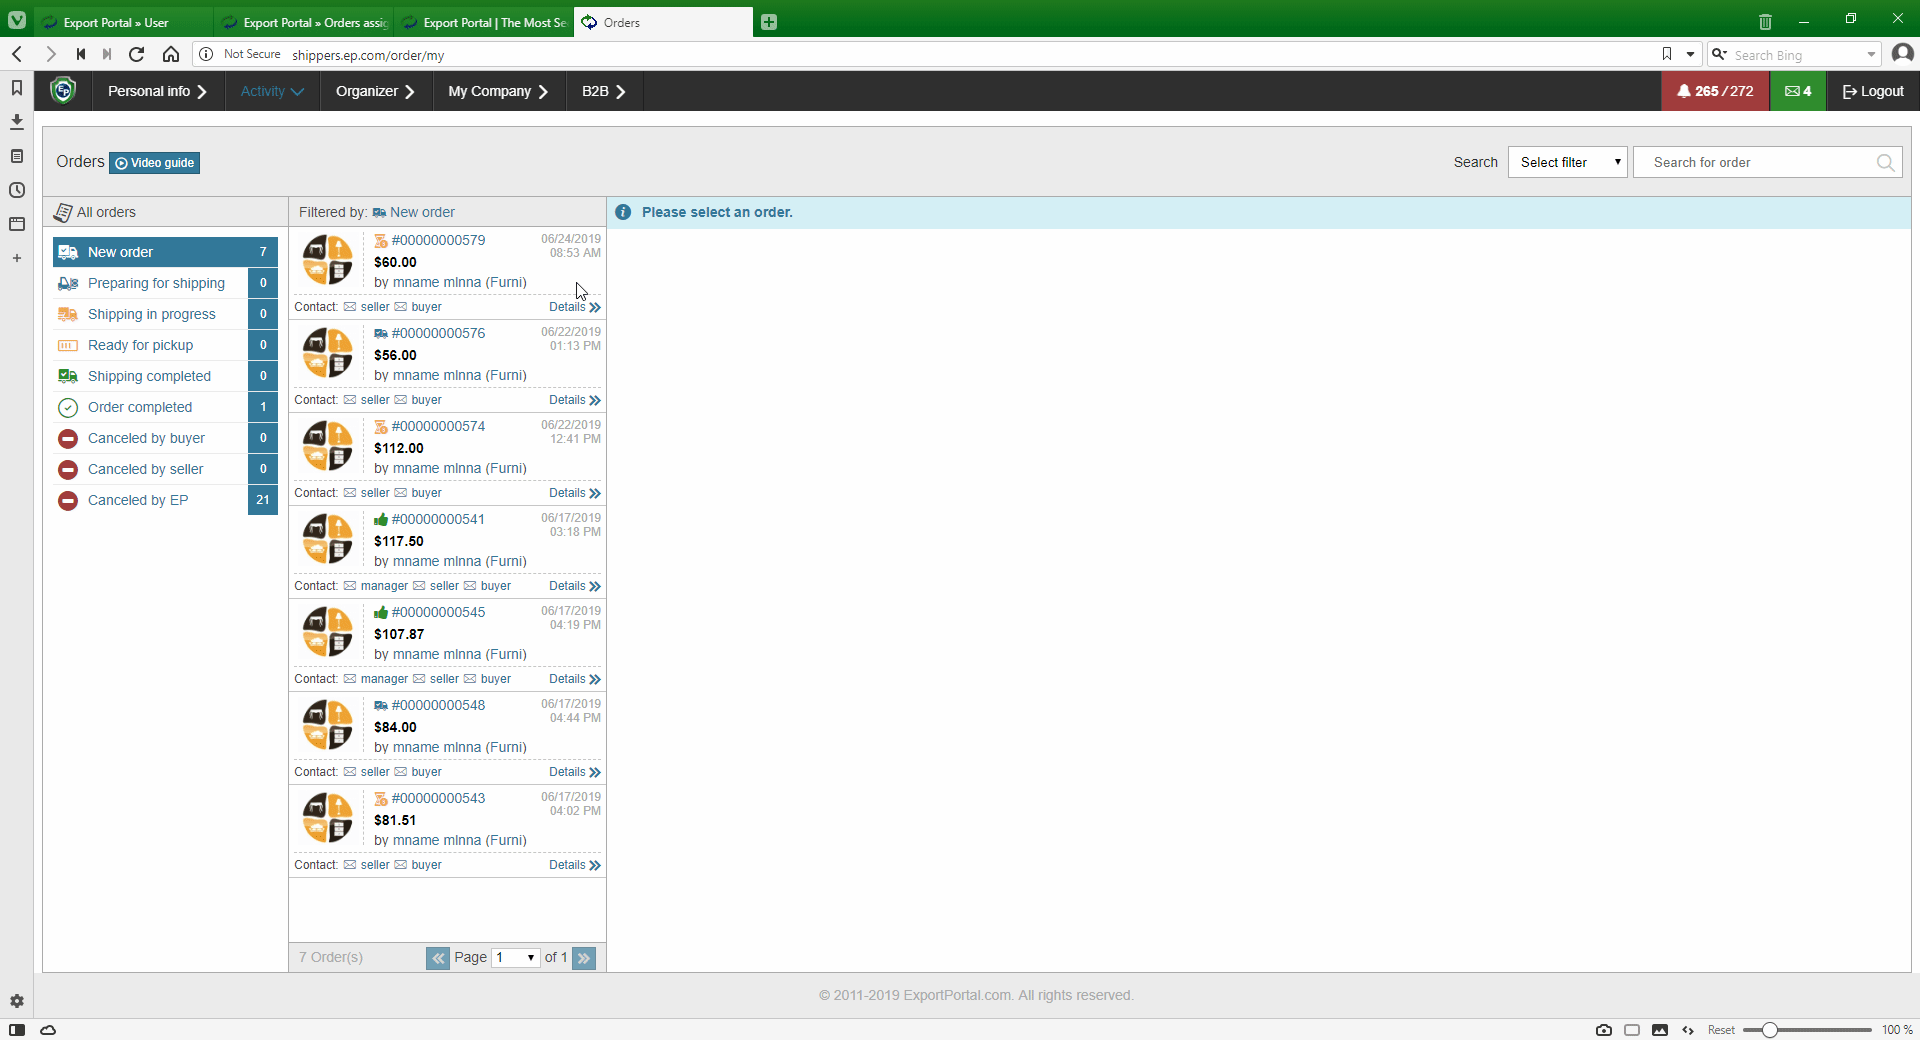 Export Portal » User
Export Portal » Orders assig
Export Portal | The Most Se
Orders
Not Secure shippers.ep.com/order/my
Search Bing
EP
Personal info
Activity
Organizer
My Company
B2B
265 / 272
4
Logout
Orders
Video guide
Search
Select filter
Search for order
All orders
New order 7
Preparing for shipping 0
Shipping in progress 0
Ready for pickup 0
Shipping completed 0
Order completed 1
Canceled by buyer 0
Canceled by seller 0
Canceled by EP 21
Filtered by: New order
#00000000579 06/24/2019
$60.00 08:53 AM
by mname mlnna (Furni)
Contact: seller buyer Details
#00000000576 06/22/2019
$56.00 01:13 PM
by mname mlnna (Furni)
Contact: seller buyer Details
#00000000574 06/22/2019
$112.00 12:41 PM
by mname mlnna (Furni)
Contact: seller buyer Details
#00000000541 06/17/2019
$117.50 03:18 PM
by mname mlnna (Furni)
Contact: manager seller buyer Details
#00000000545 06/17/2019
$107.87 04:19 PM
by mname mlnna (Furni)
Contact: manager seller buyer Details
#00000000548 06/17/2019
$84.00 04:44 PM
by mname mlnna (Furni)
Contact: seller buyer Details
#00000000543 06/17/2019
$81.51 04:02 PM
by mname mlnna (Furni)
Contact: seller buyer Details
7 Order(s)
Page 1 of 1
Please select an order.
© 2011-2019 ExportPortal.com. All rights reserved.
Reset
100 %